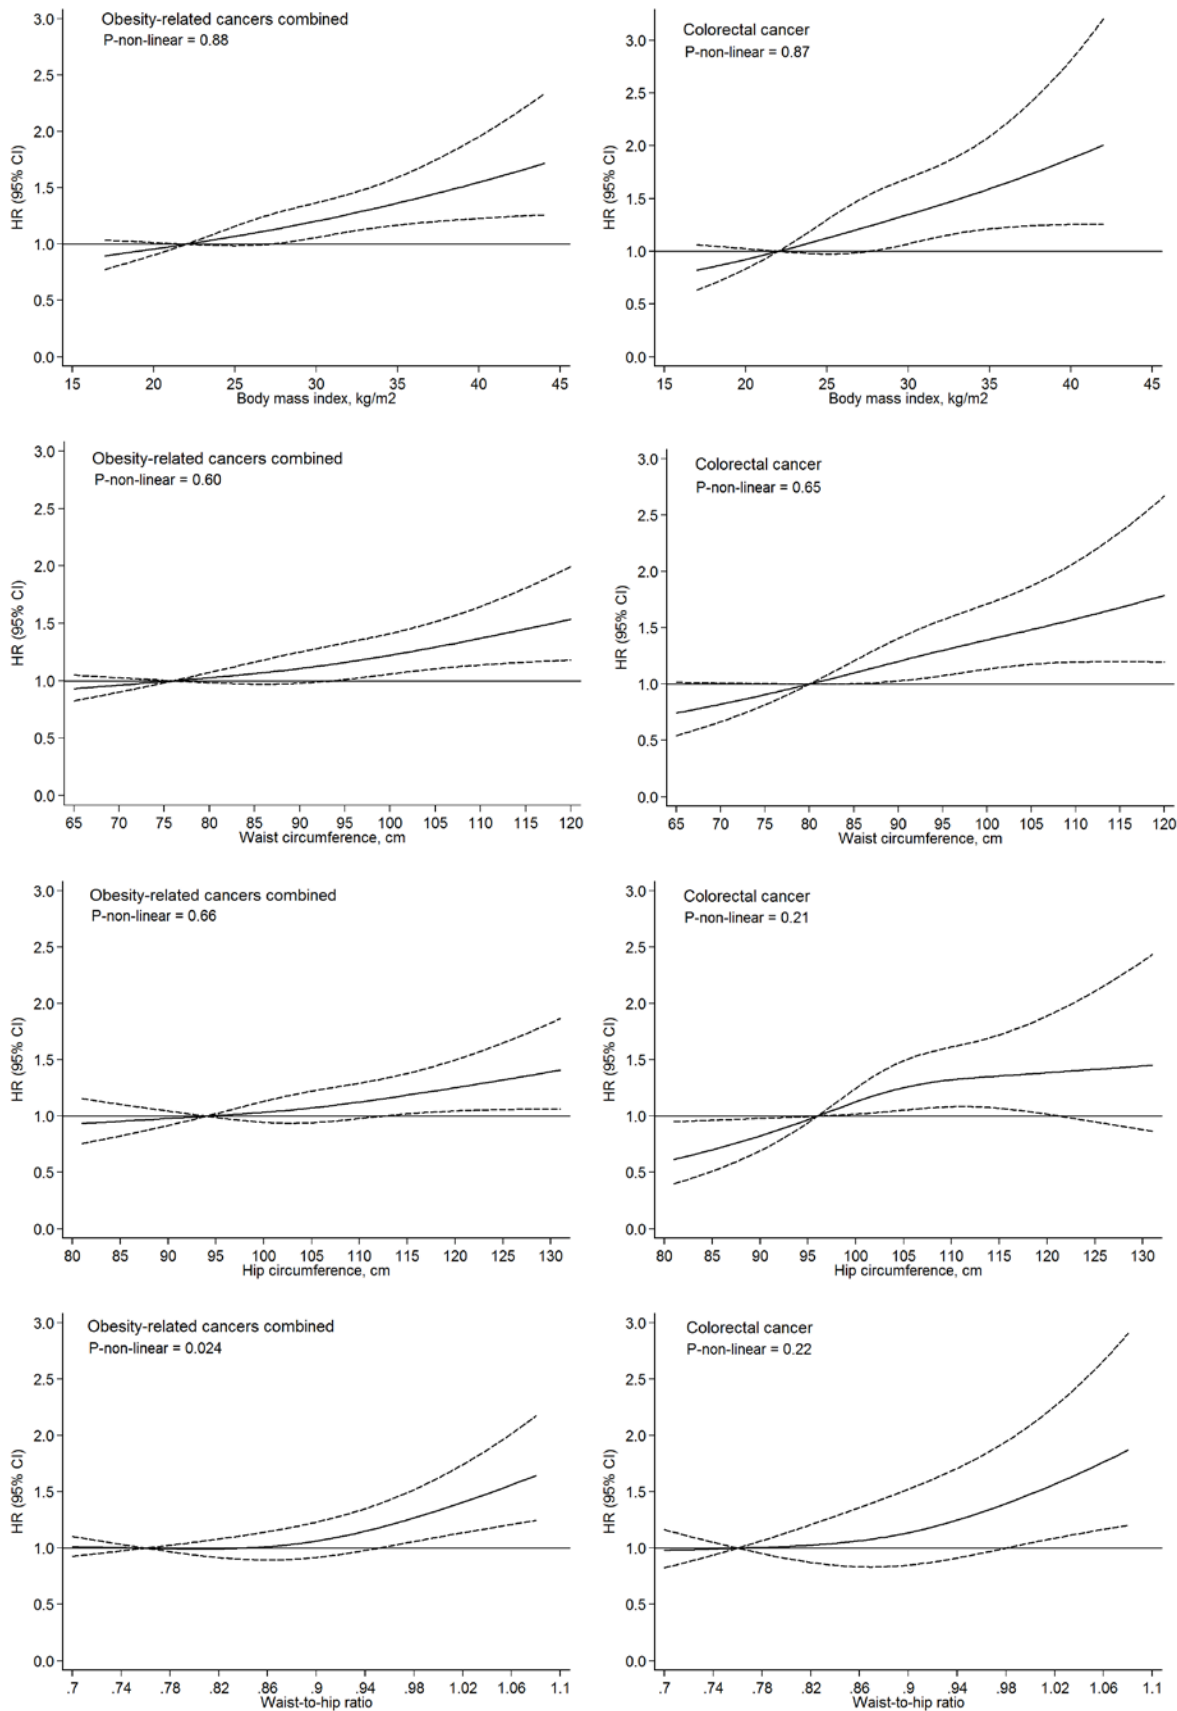 Obesity-related cancers combined
P-non-linear = 0.88
HR (95% CI)
3.0
2.5
2.0
1.5
1.0
0.5
0.0
15 20 25 30 35 40 45
Body mass index, kg/m2
Colorectal cancer
P-non-linear = 0.87
HR (95% CI)
3.0
2.5
2.0
1.5
1.0
0.5
0.0
15 20 25 30 35 40 45
Body mass index, kg/m2
Obesity-related cancers combined
P-non-linear = 0.60
HR (95% CI)
3.0
2.5
2.0
1.5
1.0
0.5
0.0
65 70 75 80 85 90 95 100 105 110 115 120
Waist circumference, cm
Colorectal cancer
P-non-linear = 0.65
HR (95% CI)
3.0
2.5
2.0
1.5
1.0
0.5
0.0
65 70 75 80 85 90 95 100 105 110 115 120
Waist circumference, cm
Obesity-related cancers combined
P-non-linear = 0.66
HR (95% CI)
3.0
2.5
2.0
1.5
1.0
0.5
0.0
80 85 90 95 100 105 110 115 120 125 130
Hip circumference, cm
Colorectal cancer
P-non-linear = 0.21
HR (95% CI)
3.0
2.5
2.0
1.5
1.0
0.5
0.0
80 85 90 95 100 105 110 115 120 125 130
Hip circumference, cm
Obesity-related cancers combined
P-non-linear = 0.024
HR (95% CI)
3.0
2.5
2.0
1.5
1.0
0.5
0.0
.7 .74 .78 .82 .86 .9 .94 .98 1.02 1.06 1.1
Waist-to-hip ratio
Colorectal cancer
P-non-linear = 0.22
HR (95% CI)
3.0
2.5
2.0
1.5
1.0
0.5
0.0
.7 .74 .78 .82 .86 .9 .94 .98 1.02 1.06 1.1
Waist-to-hip ratio